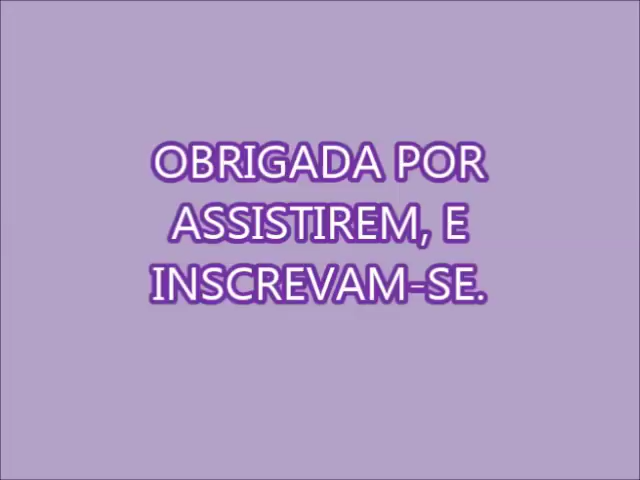 OBRIGADA POR
ASSISTIREM, E
INSCREVAM-SE.